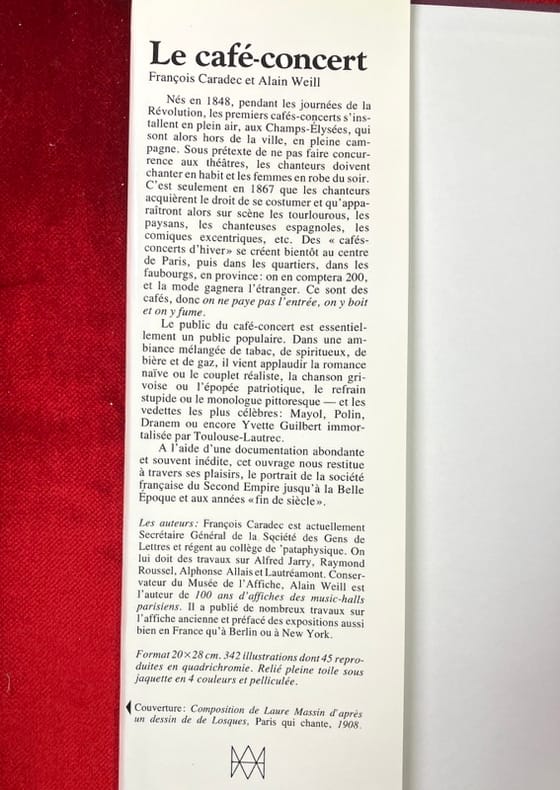 Le café-concert
François Caradec et Alain Weill
Nés en 1848, pendant les journées de la
Révolution, les premiers cafés-concerts s'ins-
tallent en plein air, aux Champs-Élysées, qui
sont alors hors de la ville, en pleine cam-
pagne. Sous prétexte de ne pas faire concur-
rence aux théâtres, les chanteurs doivent
chanter en habit et les femmes en robe du soir.
C'est seulement en 1867 que les chanteurs
acquièrent le droit de se costumer et qu'appa-
raîtront alors sur scène les tourlourous, les
paysans, les chanteuses espagnoles, les
comiques excentriques, etc. Des « cafés-
concerts d'hiver» se créent bientôt au centre
de Paris, puis dans les quartiers, dans les
faubourgs, en province: on en comptera 200,
et la mode gagnera l'étranger. Ce sont des
cafés, donc on ne paye pas l'entrée, on y boit
et on y fume.
Le public du café-concert est essentiel-
lement un public populaire. Dans une am-
biance mélangée de tabac, de spiritueux, de
bière et de gaz, il vient applaudir la romance
naïve ou le couplet réaliste, la chanson gri-
voise ou l'épopée patriotique, le refrain
stupide ou le monologue pittoresque — et les
vedettes les plus célèbres: Mayol, Polin,
Dranem ou encore Yvette Guilbert immor-
talisée par Toulouse-Lautrec.
A l'aide d'une documentation abondante
et souvent inédite, cet ouvrage nous restitue
à travers ses plaisirs, le portrait de la société
française du Second Empire jusqu'à la Belle
Époque et aux années «fin de siècle».
Les auteurs: François Caradec est actuellement
Secrétaire Général de la Société des Gens de
Lettres et régent au collège de 'pataphysique. On
lui doit des travaux sur Alfred Jarry, Raymond
Roussel, Alphonse Allais et Lautréamont. Conser-
vateur du Musée de l'Affiche, Alain Weill est
l'auteur de 100 ans d'affiches des music-halls
parisiens. Il a publié de nombreux travaux sur
l'affiche ancienne et préfacé des expositions aussi
bien en France qu'à Berlin ou à New York.
Format 20×28 cm. 342 illustrations dont 45 repro-
duites en quadrichromie. Relié pleine toile sous
jaquette en 4 couleurs et pelliculée.
Couverture: Composition de Laure Massin d'après
un dessin de de Losques, Paris qui chante, 1908.